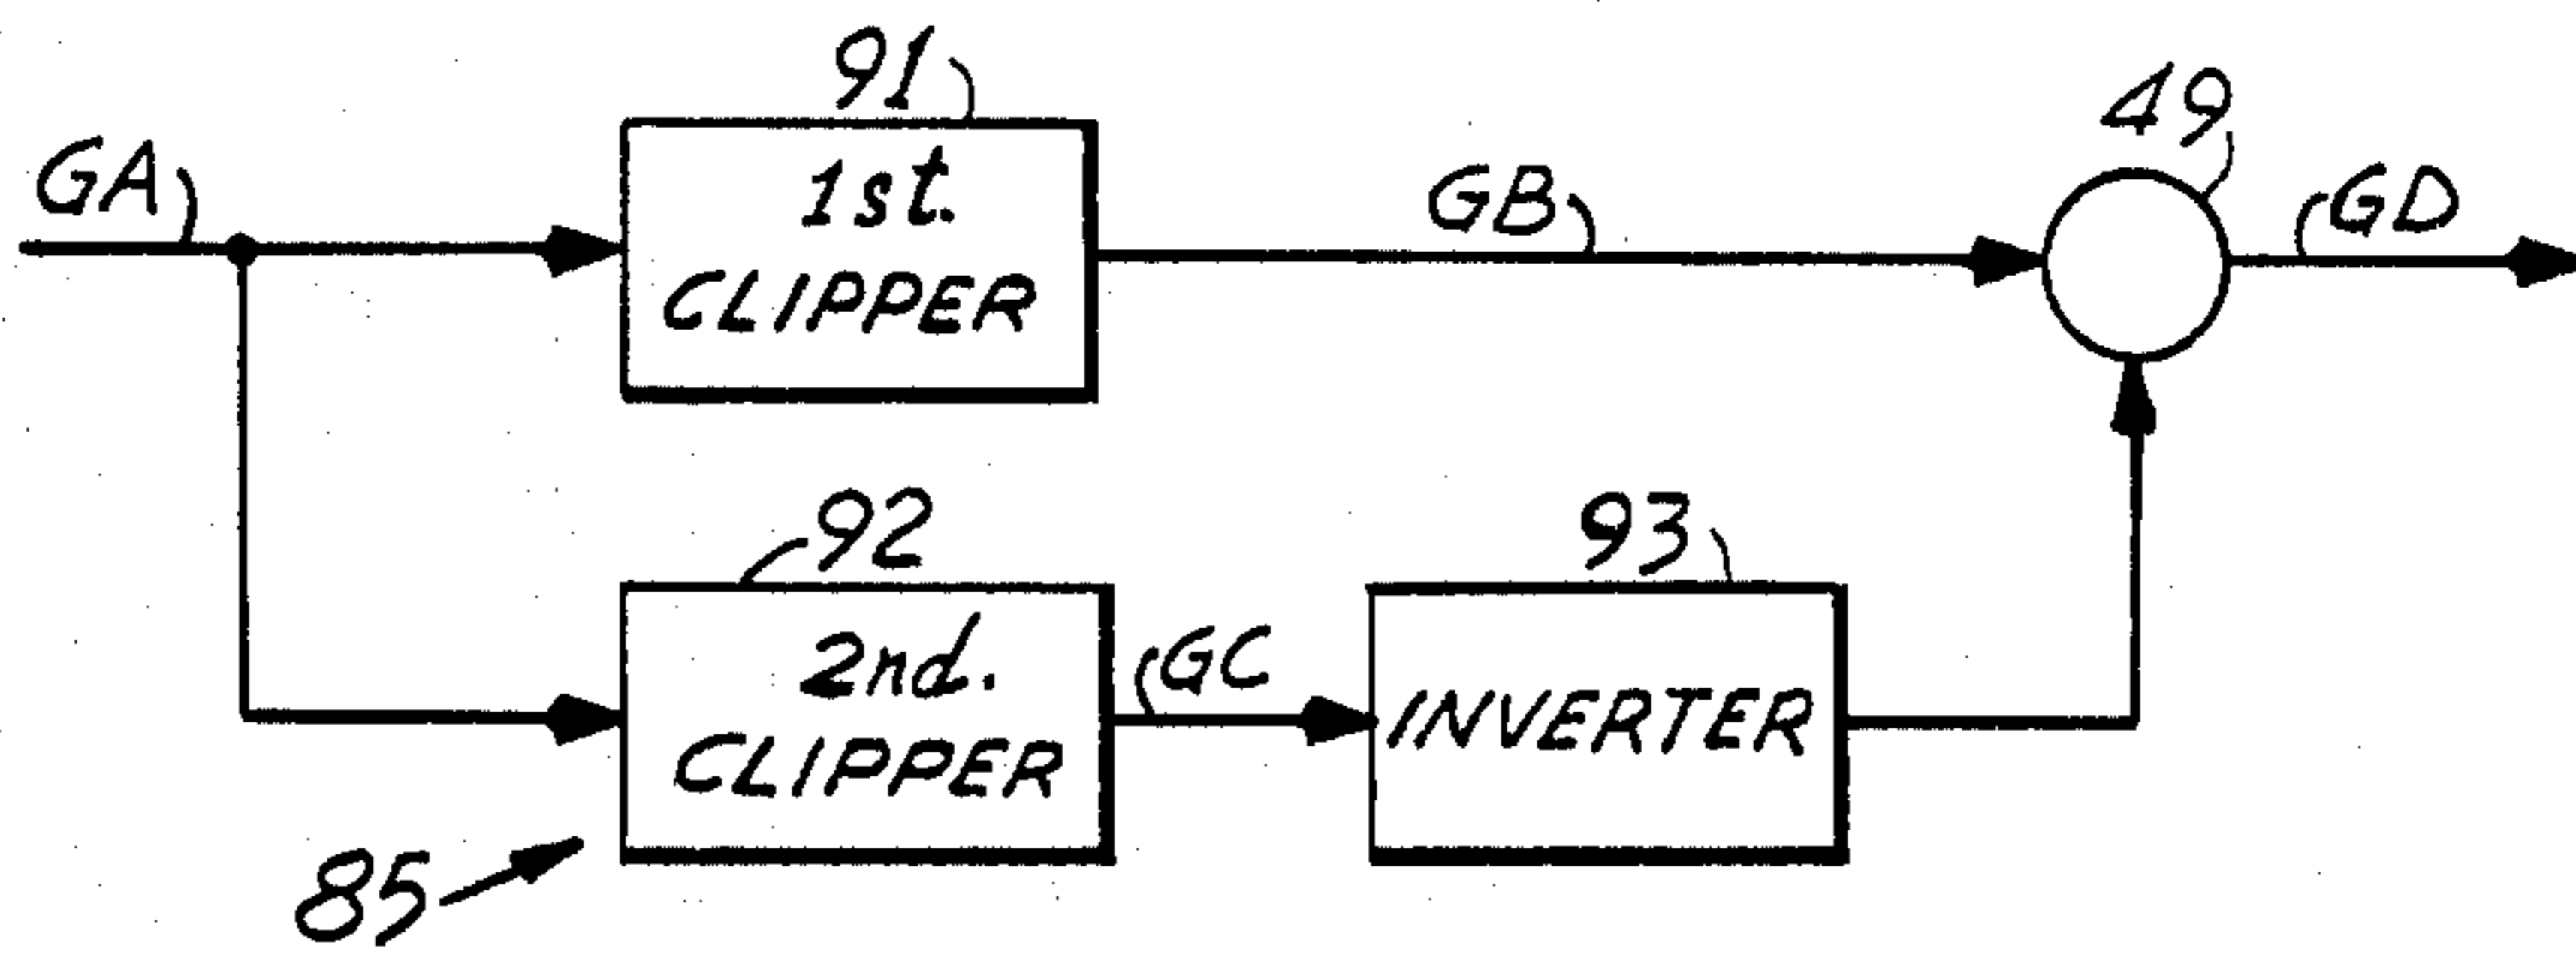 91
49
GA
1st.
CLIPPER
GB
GD
92
93
2nd.
CLIPPER
GC
INVERTER
85